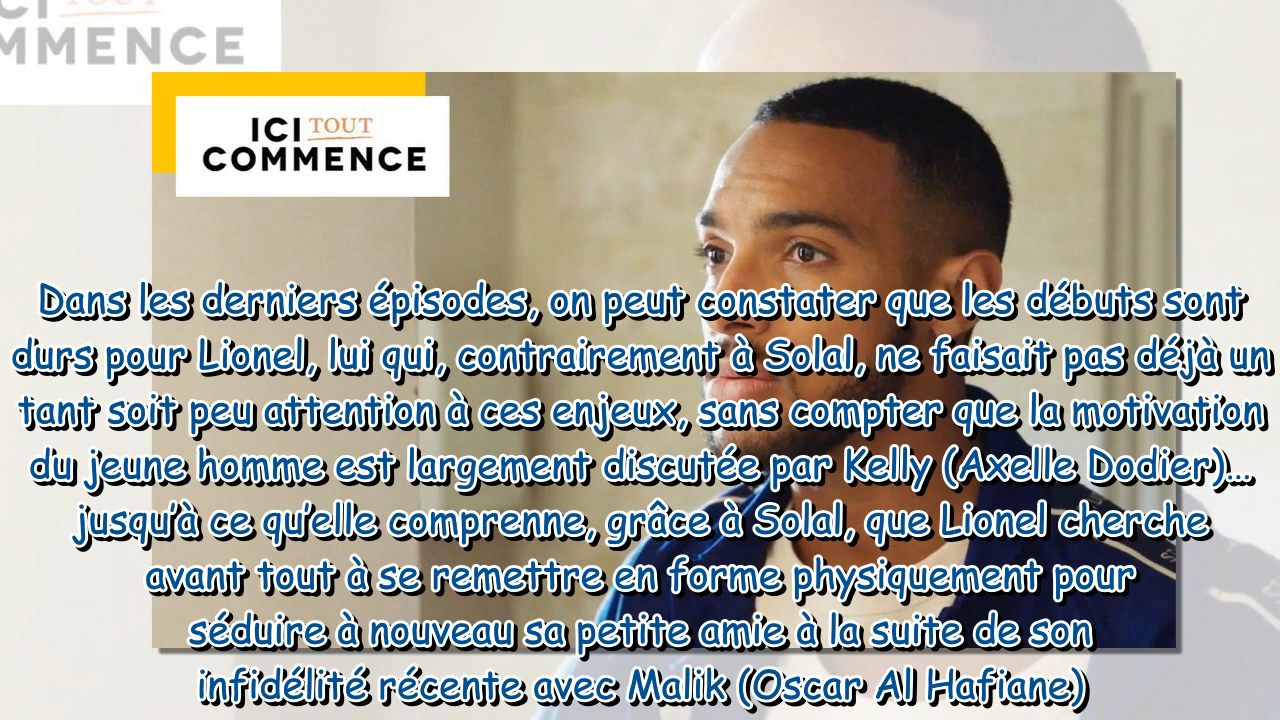 CI TOUT
MMENCE
ICI TOUT
COMMENCE
Dans les derniers épisodes, on peut constater que les débuts sont
durs pour Lionel, lui qui, contrairement à Solal, ne faisait pas déjà un
tant soit peu attention à ces enjeux, sans compter que la motivation
du jeune homme est largement discutée par Kelly (Axelle Dodier)...
jusqu'à ce qu'elle comprenne, grâce à Solal, que Lionel cherche
avant tout à se remettre en forme physiquement pour
séduire à nouveau sa petite amie à la suite de son
infidélité récente avec Malik (Oscar Al Hafiane)